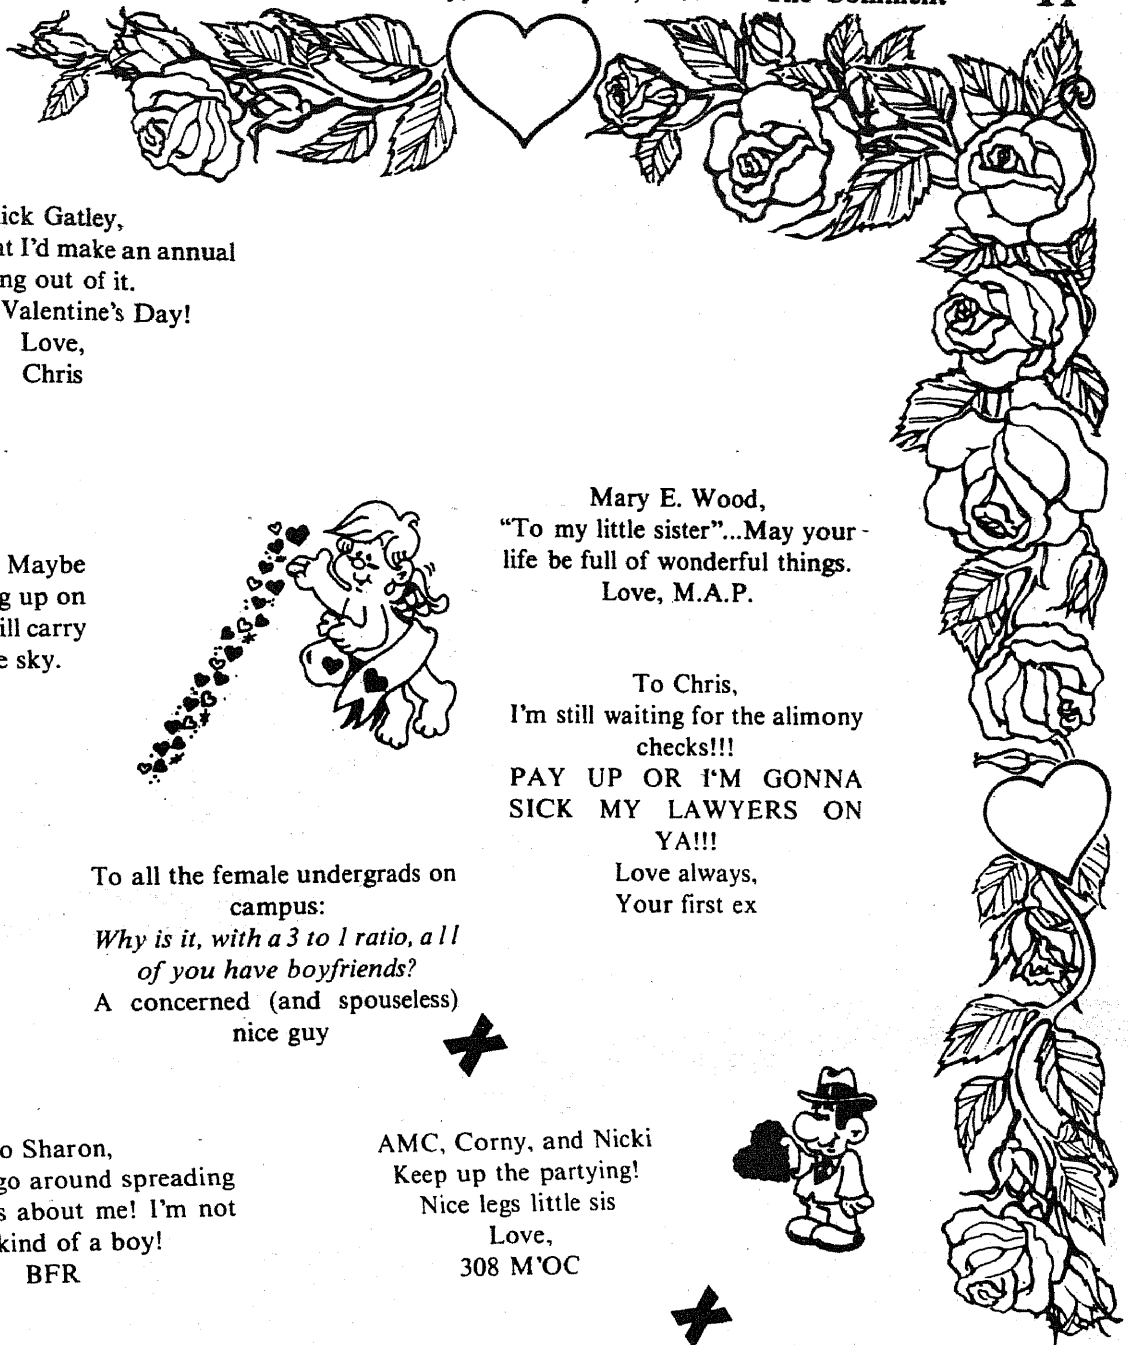 The Comment
11
ick Gatley,
at I'd make an annual
ng out of it.
Valentine's Day!
Love,
Chris
Maybe
g up on
ill carry
e sky.
Mary E. Wood,
“To my little sister”...May your
life be full of wonderful things.
Love, M.A.P.
To Chris,
I'm still waiting for the alimony
checks!!!
PAY UP OR I'M GONNA
SICK MY LAWYERS ON
YA!!!
Love always,
Your first ex
To all the female undergrads on
campus:
Why is it, with a 3 to 1 ratio, all
of you have boyfriends?
A concerned (and spouseless)
nice guy
o Sharon,
go around spreading
s about me! I'm not
kind of a boy!
BFR
AMC, Corny, and Nicki
Keep up the partying!
Nice legs little sis
Love,
308 M'OC